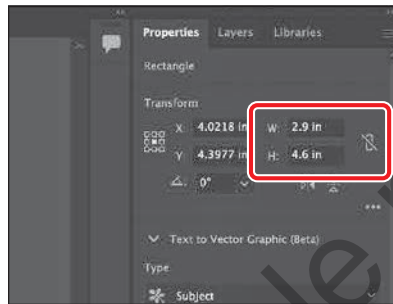 Properties Layers Libraries
Rectangle
Transform
X: 4.0218 in W: 2.9 in
Y: 4.3977 in H: 4.6 in
0°
Text to Vector Graphic (Beta)
Type
Subject